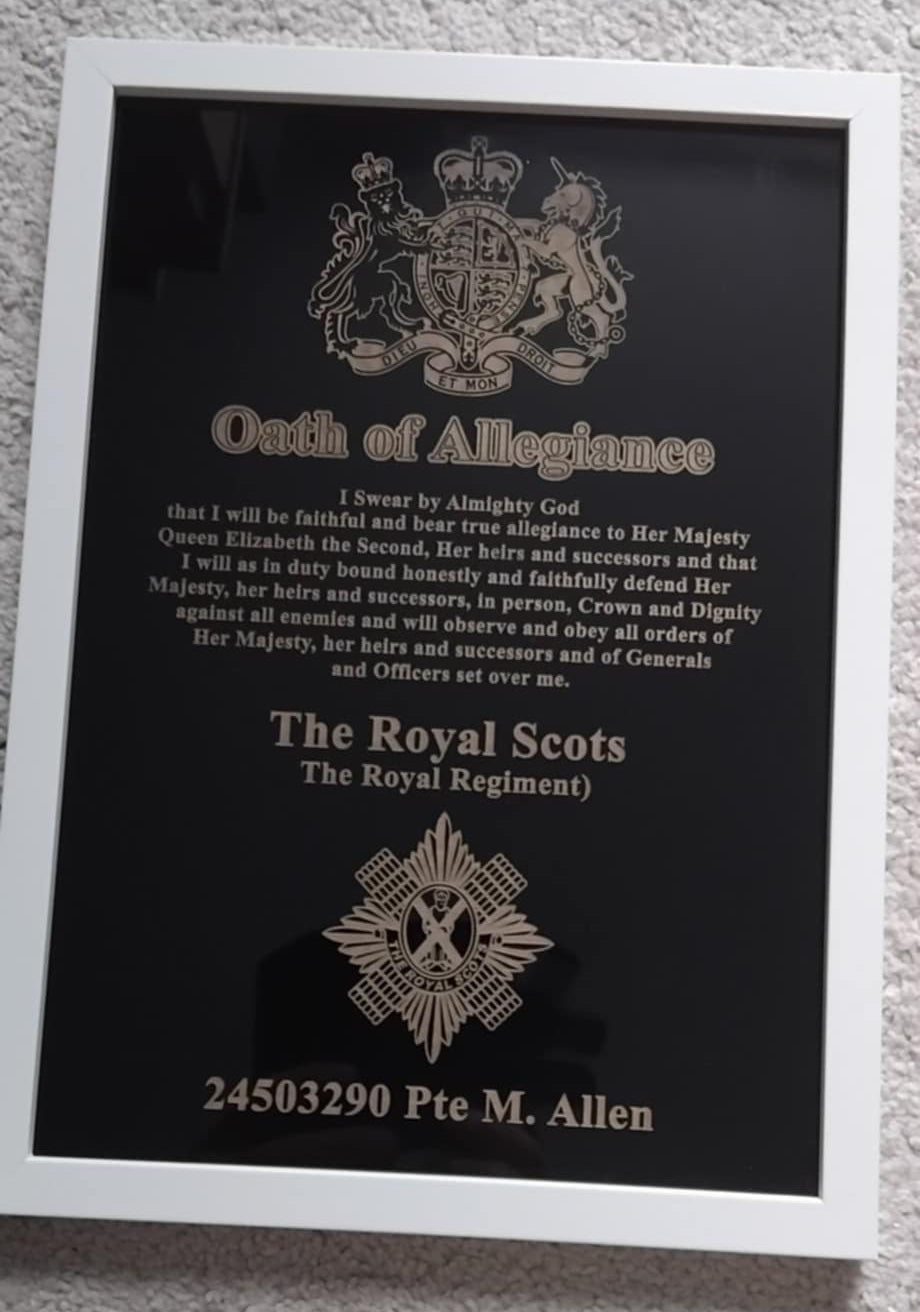 QUI
HONI
PENSE
DIEU
ET MON
DROIT
Oath of Allegiance
I Swear by Almighty God
that I will be faithful and bear true allegiance to Her Majesty
Queen Elizabeth the Second, Her heirs and successors and that
I will as in duty bound honestly and faithfully defend Her
Majesty, her heirs and successors, in person, Crown and Dignity
against all enemies and will observe and obey all orders of
Her Majesty, her heirs and successors and of Generals
and Officers set over me.
The Royal Scots
The Royal Regiment)
THE ROYAL SCOTS
24503290 Pte M. Allen